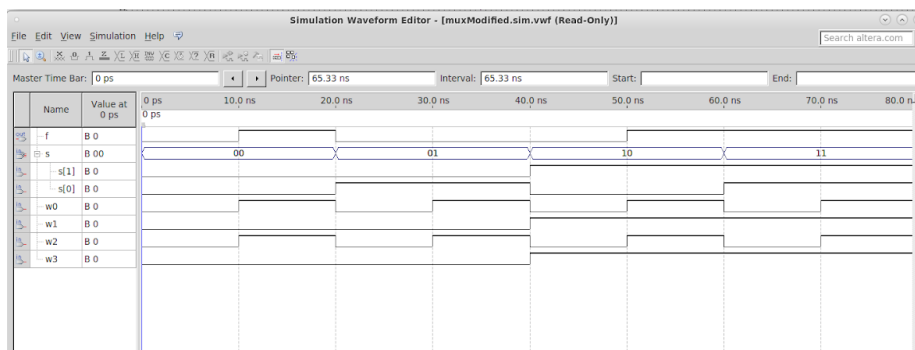 Simulation Waveform Editor - [muxModified.sim.vwf (Read-Only)]
File Edit View Simulation Help
Search altera.com
Master Time Bar: 0 ps Pointer: 65.33 ns Interval: 65.33 ns Start: End:
Name Value at 0 ps
0 ps 10.0 ns 20.0 ns 30.0 ns 40.0 ns 50.0 ns 60.0 ns 70.0 ns 80.0 n
0 ps
f B 0
s B 00 00 01 10 11
s[1] B 0
s[0] B 0
w0 B 0
w1 B 0
w2 B 0
w3 B 0